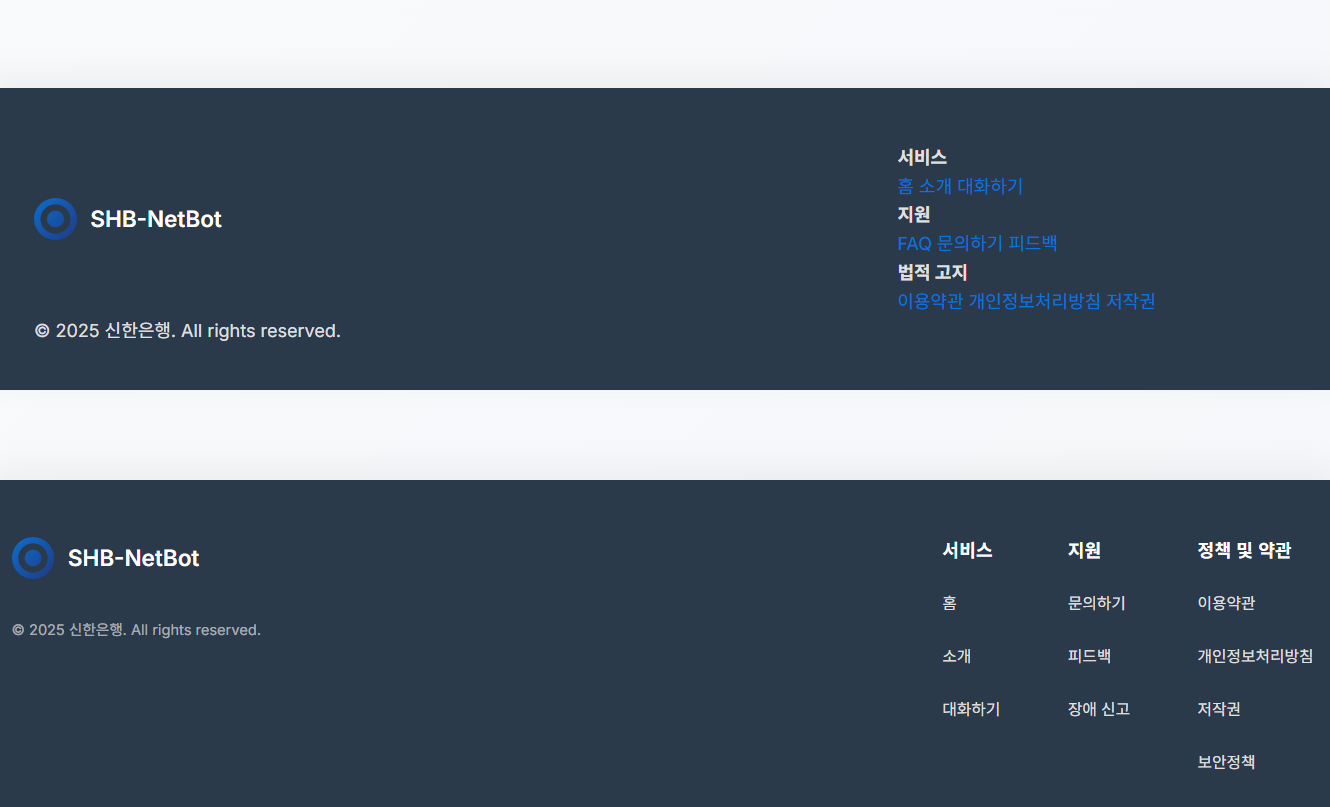 SHB-NetBot
© 2025 신한은행. All rights reserved.
서비스
홈 소개 대화하기
지원
FAQ 문의하기 피드백
법적 고지
이용약관 개인정보처리방침 저작권
SHB-NetBot
© 2025 신한은행. All rights reserved.
서비스
홈
소개
대화하기
지원
문의하기
피드백
장애 신고
정책 및 약관
이용약관
개인정보처리방침
저작권
보안정책